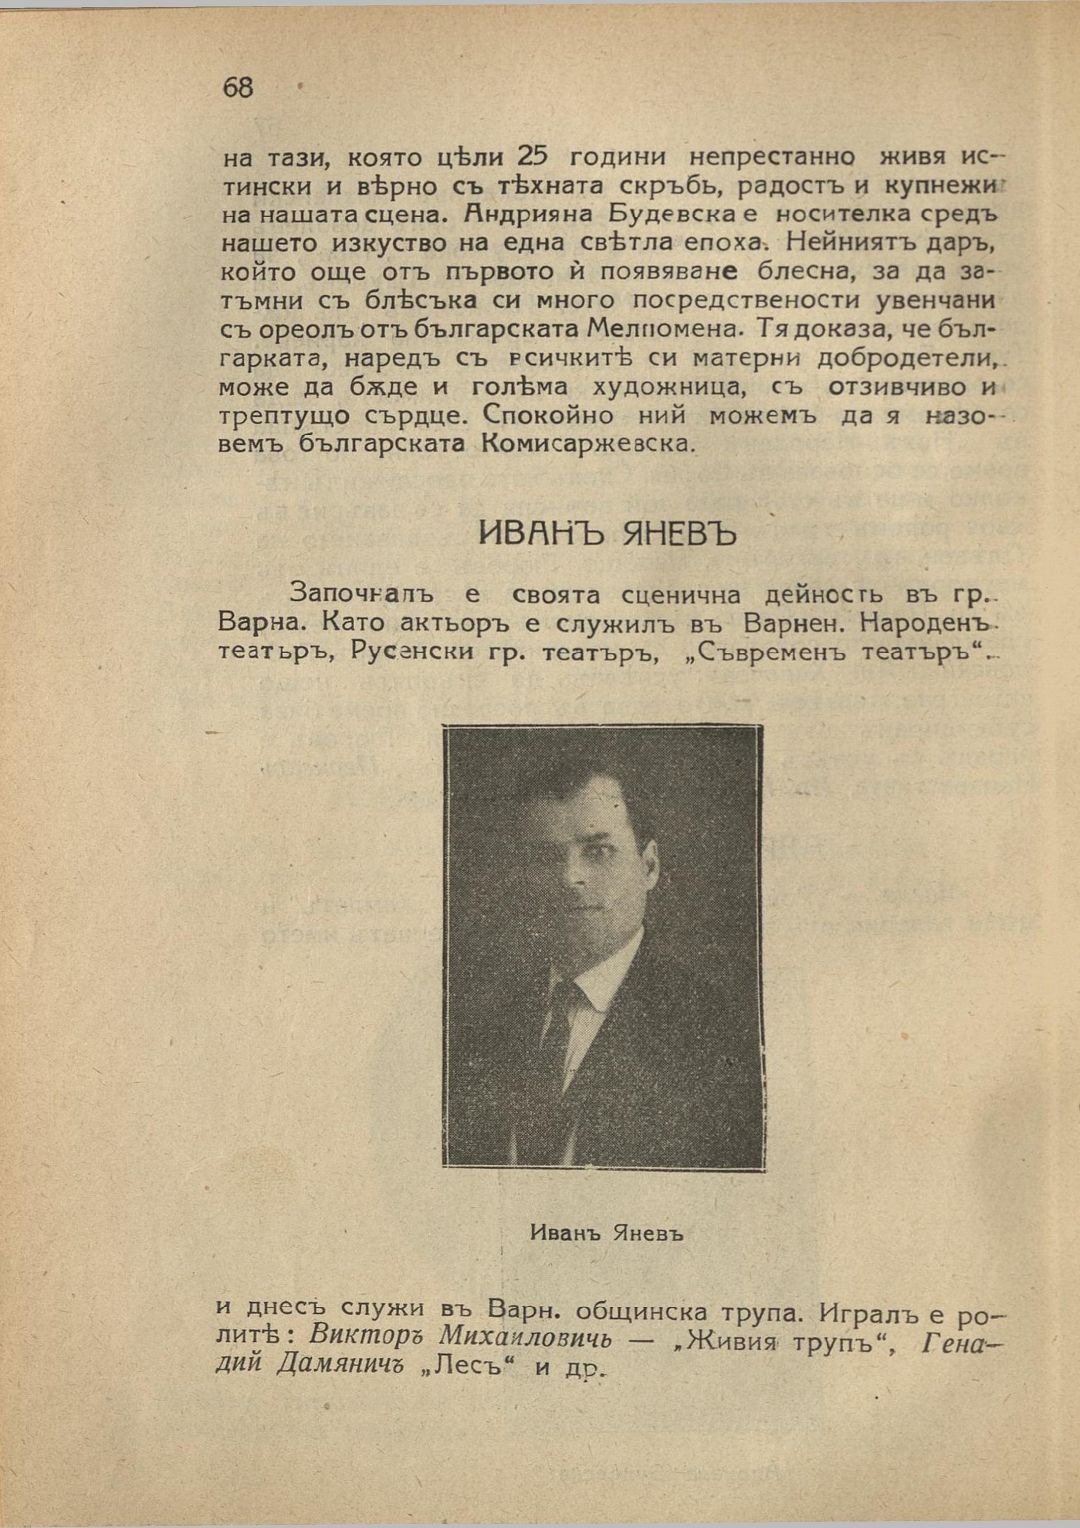 68
на тази, която цѣли 25 години непрестанно живя ис-
тински и вѣрно съ тѣхната скръбь, радость и купнежи
на нашата сцена. Андрияна Будевска е носителка средъ
нашето изкуство на една свѣтла епоха. Нейниятъ даръ,
който още отъ първото ѝ появяване блесна, за да за-
тъмни съ блѣсъка си много посредствености увенчани
съ ореолъ отъ българската Мелпомена. Тя доказа, че бъл-
гарката, наредъ съ всичкитѣ си матерни добродетели,
може да бѫде и голѣма художница, съ отзивчиво и
трептущо сърдце. Спокойно ний можемъ да я назо-
вемъ българската Комисаржевска.
ИВАНЪ ЯНЕВЪ
Започналъ е своята сценична дейность въ гр.
Варна. Като актьоръ е служилъ въ Варнен. Народенъ
театъръ, Русенски гр. театъръ, „Съвремененъ театъръ“
Иванъ Яневъ
и днесъ служи въ Варн. общинска трупа. Игралъ е ро-
литѣ: Викторъ Михаиловичь — „Живия трупъ“, Гена-
дий Дамяничъ „Лесъ“ и др.